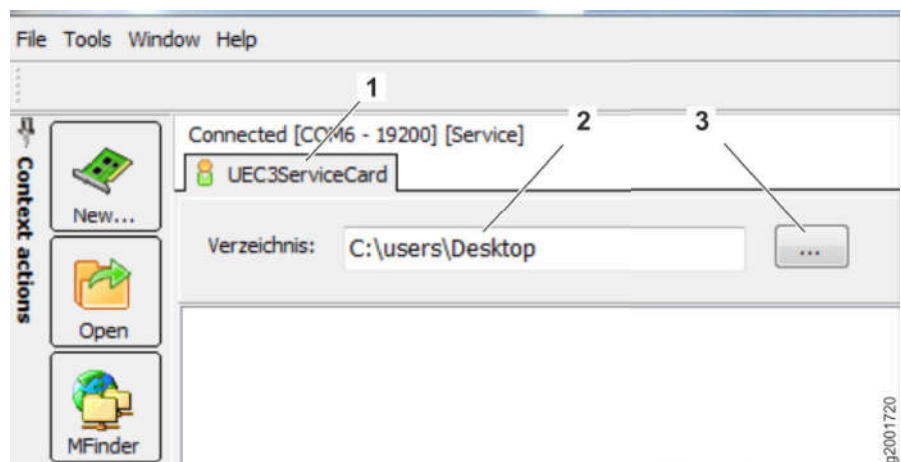 File Tools Window Help
1
2
3
Connected [COM6 - 19200] [Service]
UEC3ServiceCard
Context actions
New...
Verzeichnis: C:\users\Desktop ...
Open
MFinder
g2001720